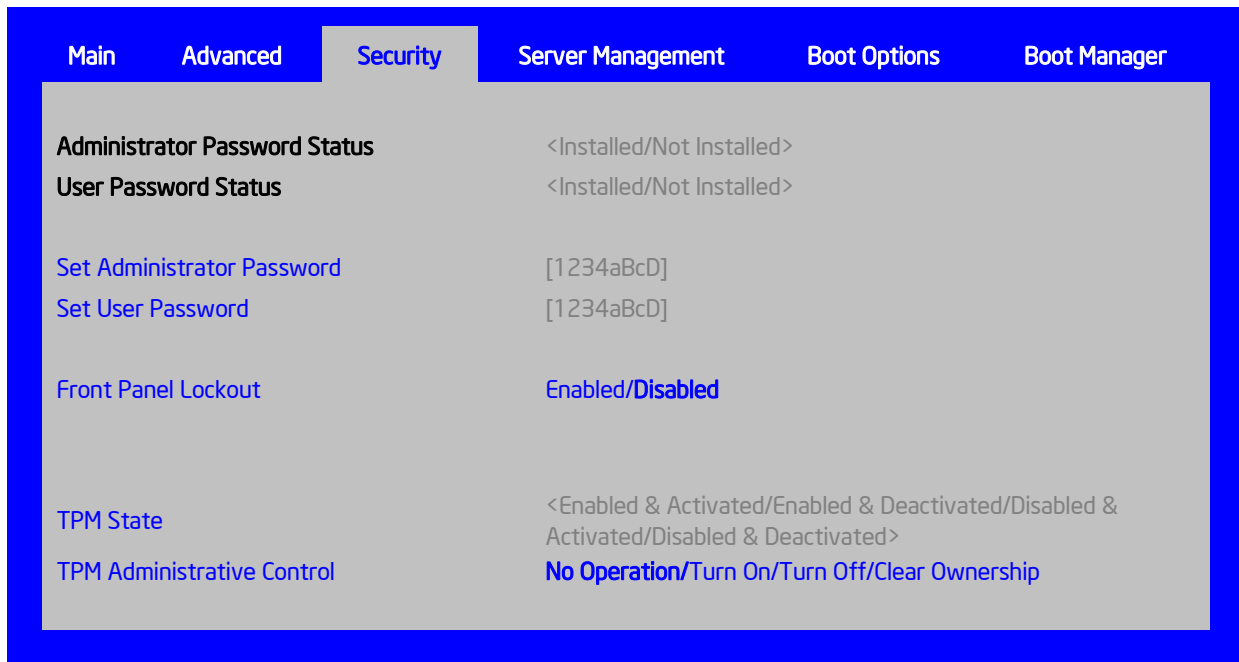 Main Advanced Security Server Management Boot Options Boot Manager
Administrator Password Status <Installed/Not Installed>
User Password Status <Installed/Not Installed>
Set Administrator Password [1234aBcD]
Set User Password [1234aBcD]
Front Panel Lockout Enabled/Disabled
TPM State <Enabled & Activated/Enabled & Deactivated/Disabled &
Activated/Disabled & Deactivated>
TPM Administrative Control No Operation/Turn On/Turn Off/Clear Ownership